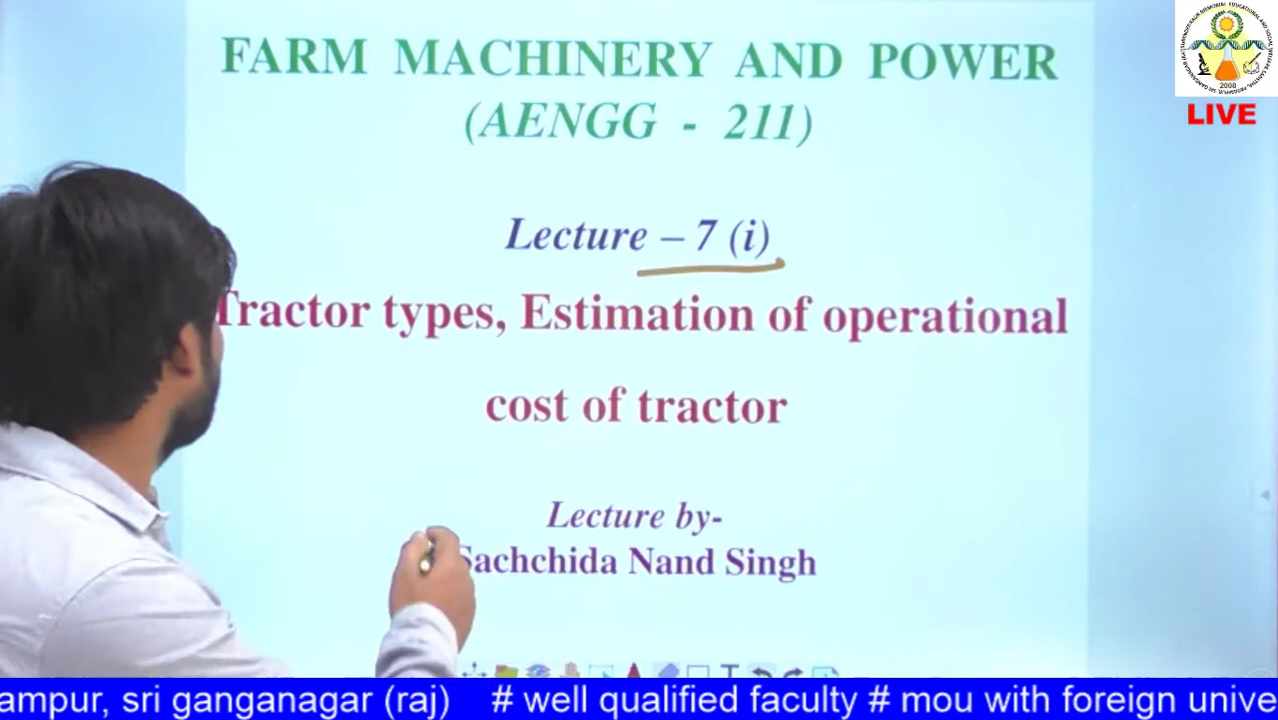 FARM MACHINERY AND POWER
(AENGG - 211)
LIVE
Lecture – 7 (i)
Tractor types, Estimation of operational
cost of tractor
Lecture by-
Sachchida Nand Singh
2008
ampur, sri ganganagar (raj) # well qualified faculty # mou with foreign unive